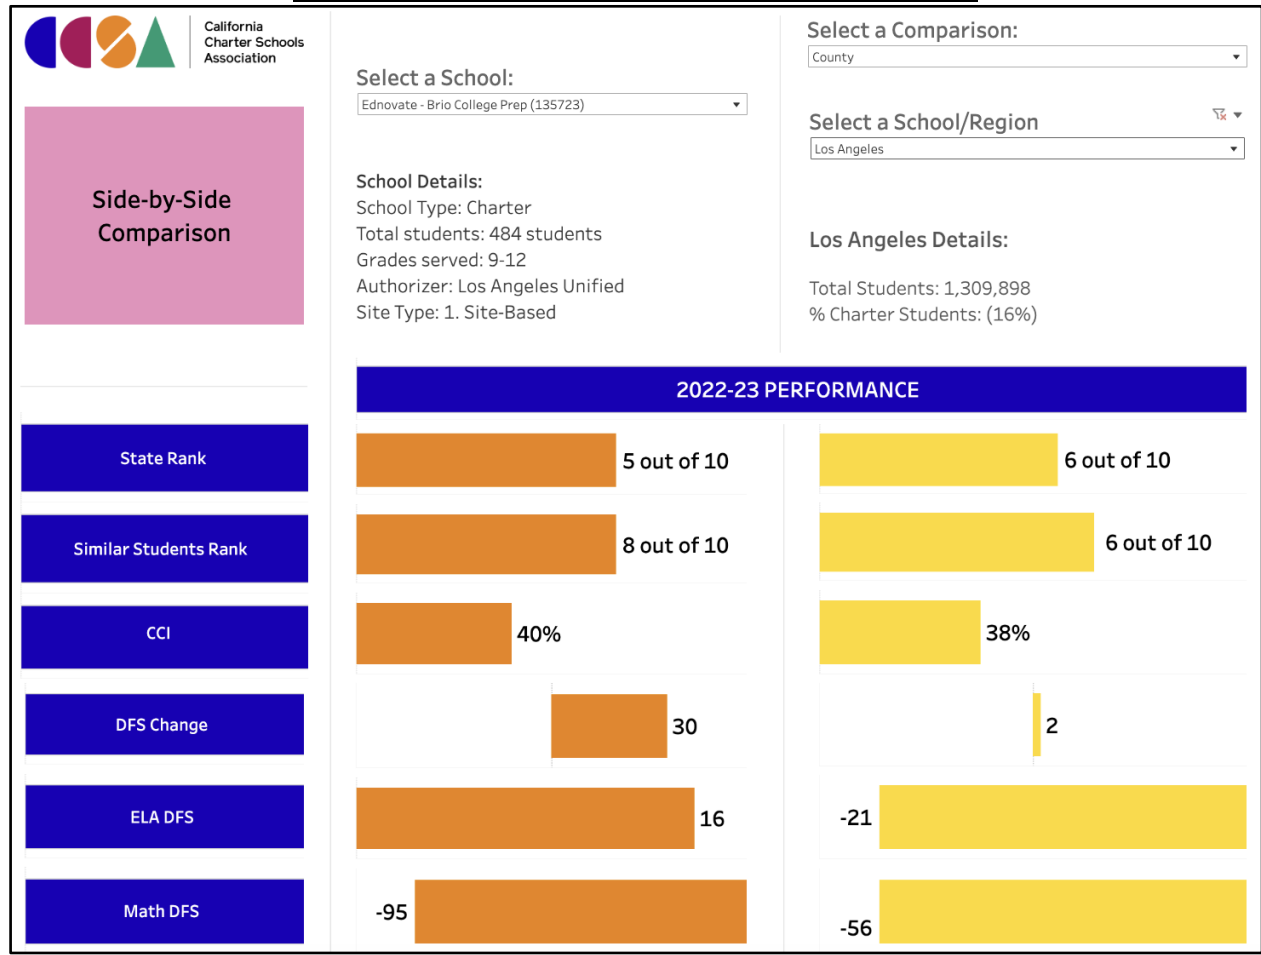 California
Charter Schools
Association
Side-by-Side
Comparison
Select a School:
Ednovate - Brio College Prep (135723)
School Details:
School Type: Charter
Total students: 484 students
Grades served: 9-12
Authorizer: Los Angeles Unified
Site Type: 1. Site-Based
Select a Comparison:
County
Select a School/Region
Los Angeles
Los Angeles Details:
Total Students: 1,309,898
% Charter Students: (16%)
2022-23 PERFORMANCE
State Rank
5 out of 10
6 out of 10
Similar Students Rank
8 out of 10
6 out of 10
CCI
40%
38%
DFS Change
30
2
ELA DFS
16
-21
Math DFS
-95
-56